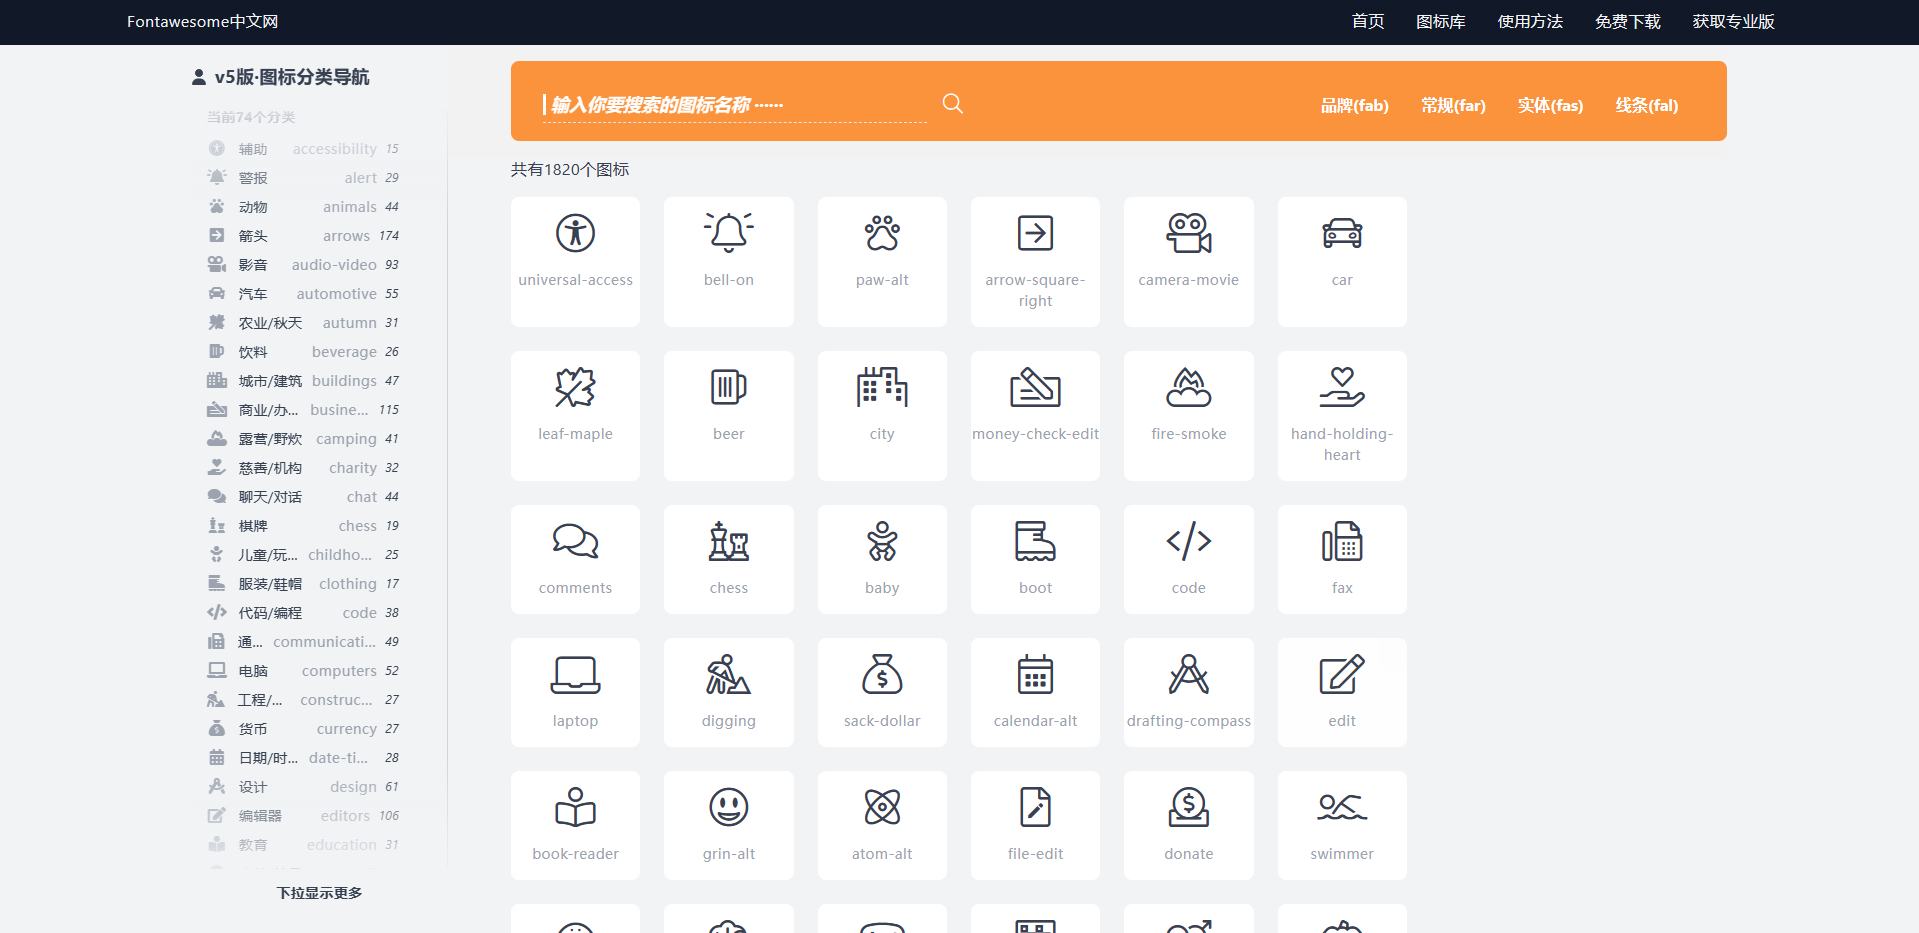 Fontawesome中文网
首页 图标库 使用方法 免费下载 获取专业版
v5版·图标分类导航
当前74个分类
辅助 accessibility 15
警报 alert 29
动物 animals 44
箭头 arrows 174
影音 audio-video 93
汽车 automotive 55
农业/秋天 autumn 31
饮料 beverage 26
城市/建筑 buildings 47
商业/办... busine... 115
露营/野炊 camping 41
慈善/机构 charity 32
聊天/对话 chat 44
棋牌 chess 19
儿童/玩... childho... 25
服装/鞋帽 clothing 17
代码/编程 code 38
通... communicati... 49
电脑 computers 52
工程/... construc... 27
货币 currency 27
日期/时... date-ti... 28
设计 design 61
编辑器 editors 106
教育 education 31
下拉显示更多
输入你要搜索的图标名称 ······
品牌(fab) 常规(far) 实体(fas) 线条(fal)
共有1820个图标
universal-access
bell-on
paw-alt
arrow-square-
right
camera-movie
car
leaf-maple
beer
city
money-check-edit
fire-smoke
hand-holding-
heart
comments
chess
baby
boot
code
fax
laptop
digging
sack-dollar
calendar-alt
drafting-compass
edit
book-reader
grin-alt
atom-alt
file-edit
donate
swimmer